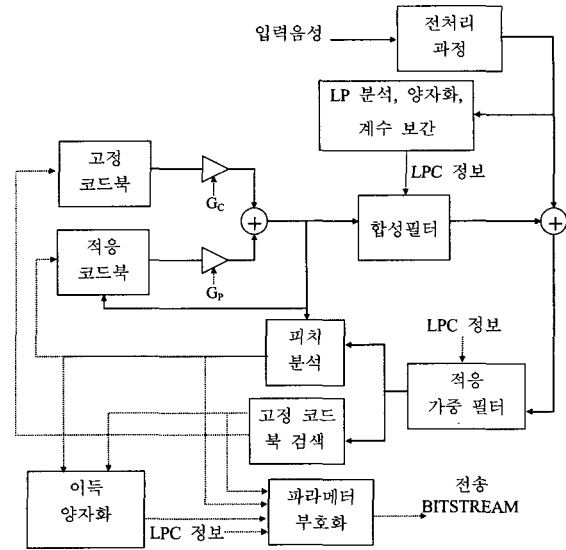 입력음성
전처리
과정
LP 분석, 양자화,
계수 보간
LPC 정보
고정
코드북
G_C
합성필터
적응
코드북
G_P
피치
분석
LPC 정보
적응
가중 필터
고정 코드
북 검색
이득
양자화
LPC 정보
파라메터
부호화
전송
BITSTREAM